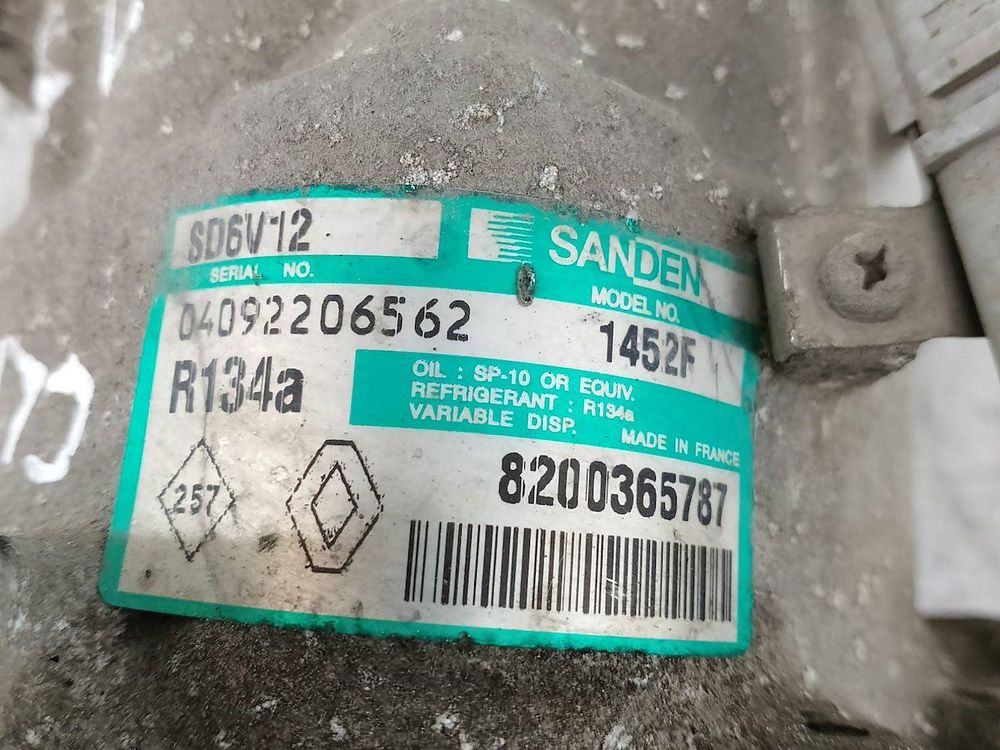 SD6V12
SANDEN
SERIAL NO.
MODEL NO.
04092206562
1452F
R134a
OIL : SP-10 OR EQUIV.
REFRIGERANT : R134a
VARIABLE DISP.
MADE IN FRANCE
257
8200365787